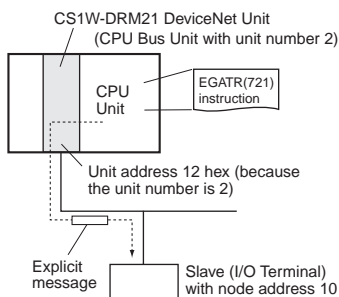 CS1W-DRM21 DeviceNet Unit
(CPU Bus Unit with unit number 2)
CPU
Unit
EGATR(721)
instruction
Unit address 12 hex (because
the unit number is 2)
Explicit
message
Slave (I/O Terminal)
with node address 10